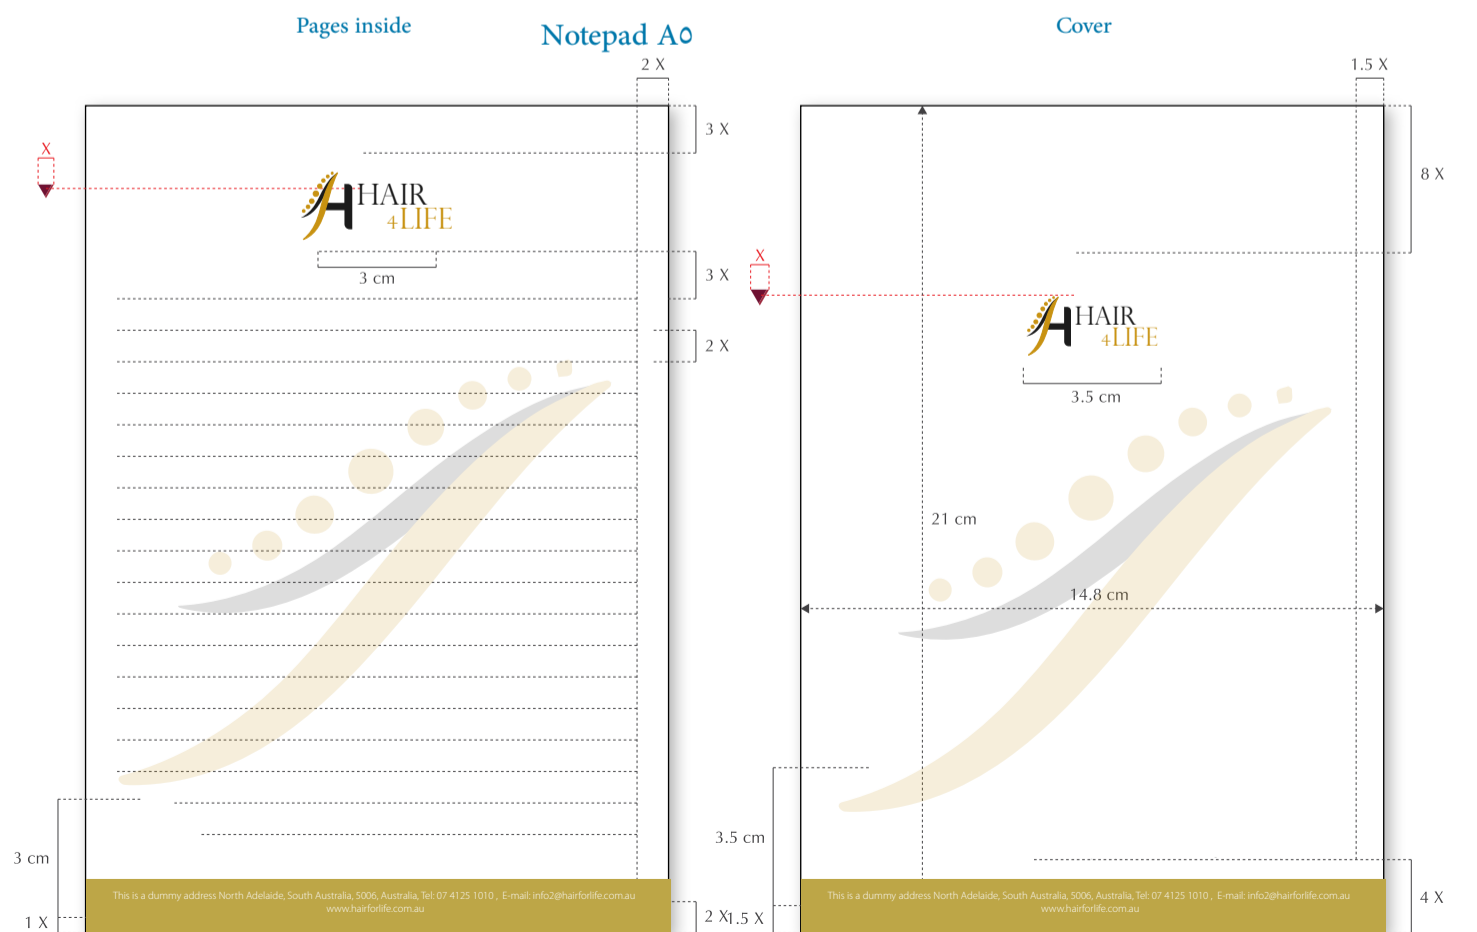 Pages inside
Notepad A٥
Cover
2 X
1.5 X
3 X
X
8 X
HAIR
4LIFE
3 cm
3 X
2 X
X
HAIR
4LIFE
3.5 cm
21 cm
14.8 cm
3 cm
1 X
3.5 cm
2 X
1.5 X
4 X
This is a dummy address North Adelaide, South Australia, 5006, Australia, Tel: 07 4125 1010 , E-mail: info2@hairforlife.com.au
www.hairforlife.com.au
This is a dummy address North Adelaide, South Australia, 5006, Australia, Tel: 07 4125 1010 , E-mail: info2@hairforlife.com.au
www.hairforlife.com.au